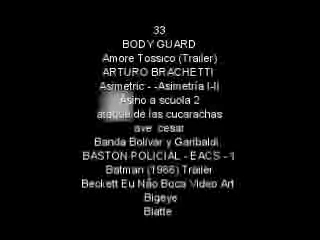 33
BODY GUARD
Amore Tossico (Trailer)
ARTURO BRACHETTI
Asimetric - -Asimetría I-II
Asino a scuola 2
ataque de las cucarachas
ave cesar
Banda Bolívar y Garibaldi.
BASTON POLICIAL - EACS - 1
Batman (1966) Trailer
Beckett Eu Não Boca Video Art
Bigeye
Blatte